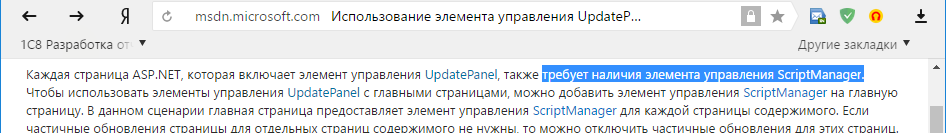 Я msdn.microsoft.com Использование элемента управления UpdateP...
1C8 Разработка от
Другие закладки
Каждая страница ASP.NET, которая включает элемент управления UpdatePanel, также требует наличия элемента управления ScriptManager.
Чтобы использовать элементы управления UpdatePanel с главными страницами, можно добавить элемент управления ScriptManager на главную
страницу. В данном сценарии главная страница предоставляет элемент управления ScriptManager для каждой страницы содержимого. Если
частичные обновления страницы для отдельных страниц содержимого не нужны, то можно отключить частичные обновления для этих страниц.